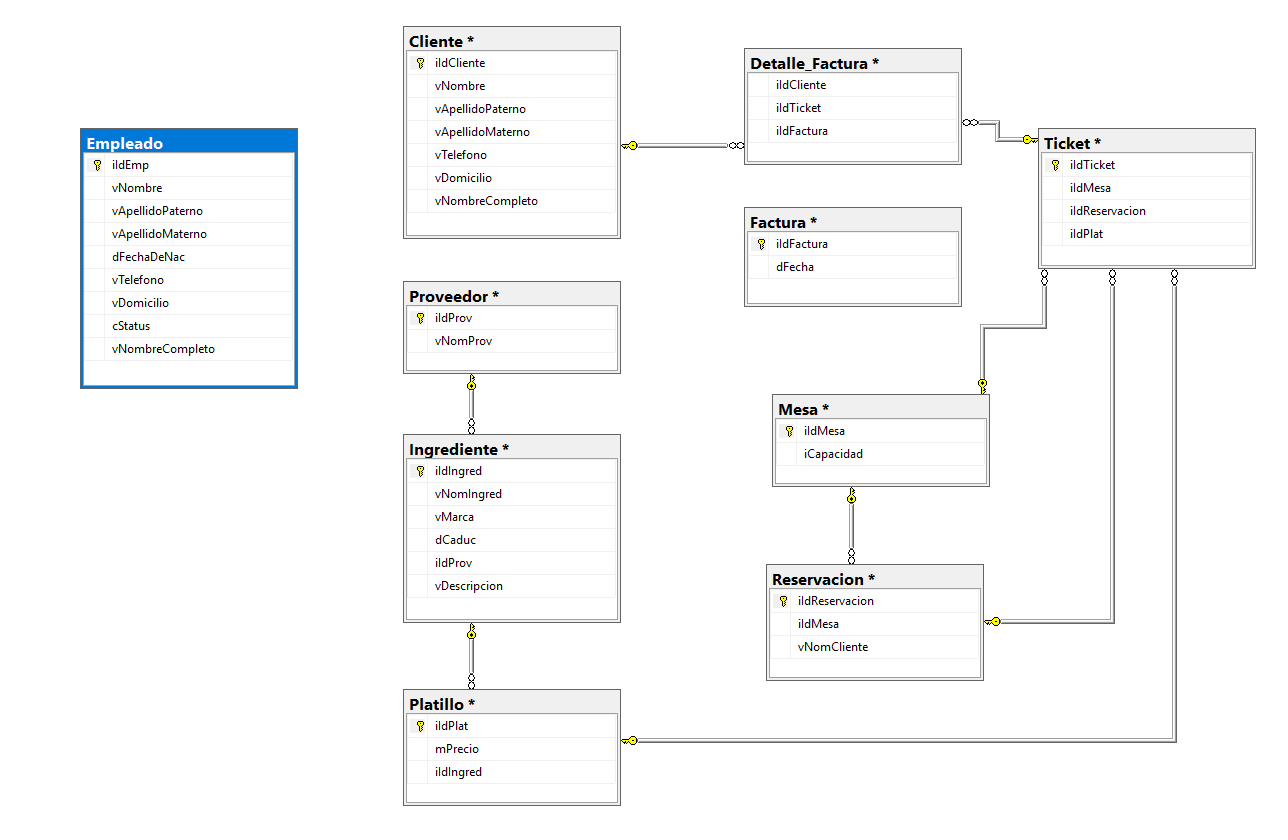 Empleado
iIdEmp
vNombre
vApellidoPaterno
vApellidoMaterno
dFechaDeNac
vTelefono
vDomicilio
cStatus
vNombreCompleto
Cliente *
iIdCliente
vNombre
vApellidoPaterno
vApellidoMaterno
vTelefono
vDomicilio
vNombreCompleto
Proveedor *
iIdProv
vNomProv
Ingrediente *
iIdIngred
vNomIngred
vMarca
dCaduc
iIdProv
vDescripcion
Platillo *
iIdPlat
mPrecio
iIdIngred
Detalle_Factura *
iIdCliente
iIdTicket
iIdFactura
Factura *
iIdFactura
dFecha
Mesa *
iIdMesa
iCapacidad
Reservacion *
iIdReservacion
iIdMesa
vNomCliente
Ticket *
iIdTicket
iIdMesa
iIdReservacion
iIdPlat